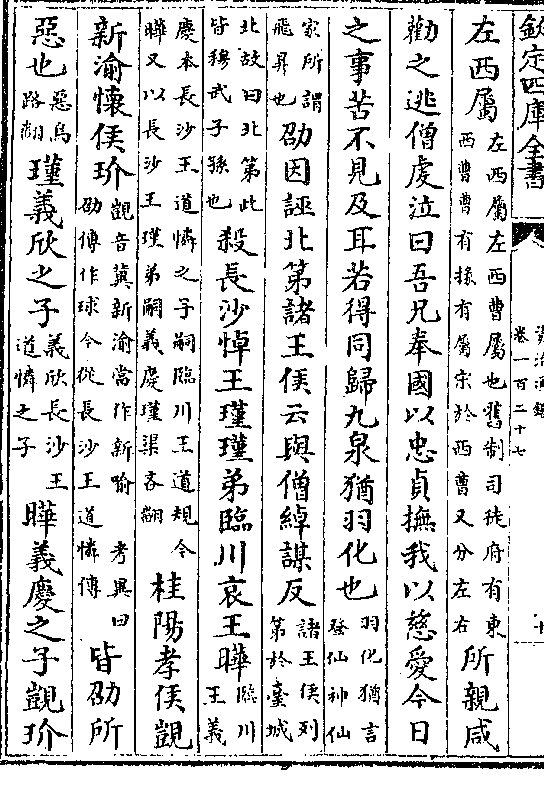 欽定四庫全書
資治通鑑
卷一百二十七
左西屬左西屬左西曹屬也舊制司徒府有東西曹曹有掾有屬宋於西曹又分左右所親咸
勸之逃僧虔泣曰吾兄奉國以忠貞撫我以慈愛今日
之事苦不見及耳若得同歸九泉猶羽化也羽化猶言登仙神仙
家所謂飛昇也劭因誣北第諸王侯云與僧綽謀反諸王侯列第於臺城
北故曰北第此皆穆武子孫也殺長沙悼王瑾瑾弟臨川哀王曄臨川王義
慶本長沙王道憐之子嗣臨川王道規今曄又以長沙王瑾弟嗣義慶瑾渠吝翻桂陽孝侯覬
新渝懷侯玠覬音冀新渝當作新喻考異曰劭傳作球今從長沙王道憐傳皆劭所
惡也惡烏路翻瑾義欣之子義欣長沙王道憐之子曄義慶之子覬玠